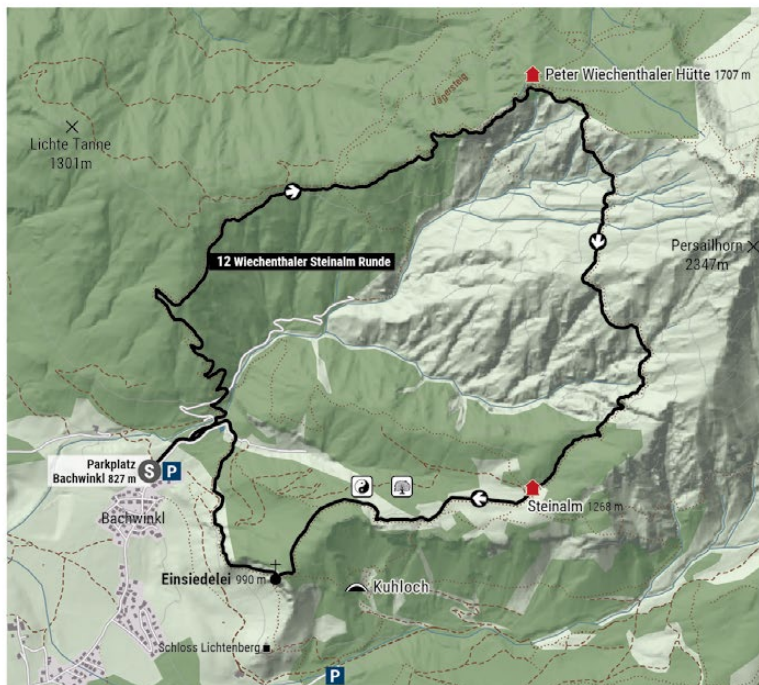 Peter Wiechenthaler Hütte 1707 m
Jägersteig
Lichte Tanne
1301m
Persailhorn
2347m
12 Wiechenthaler Steinalm Runde
Parkplatz
Bachwinkl 827 m
S
P
Bachwinkl
Steinalm 1268 m
Einsiedelei 990 m
Kuhloch
Schloss Lichtenberg
P